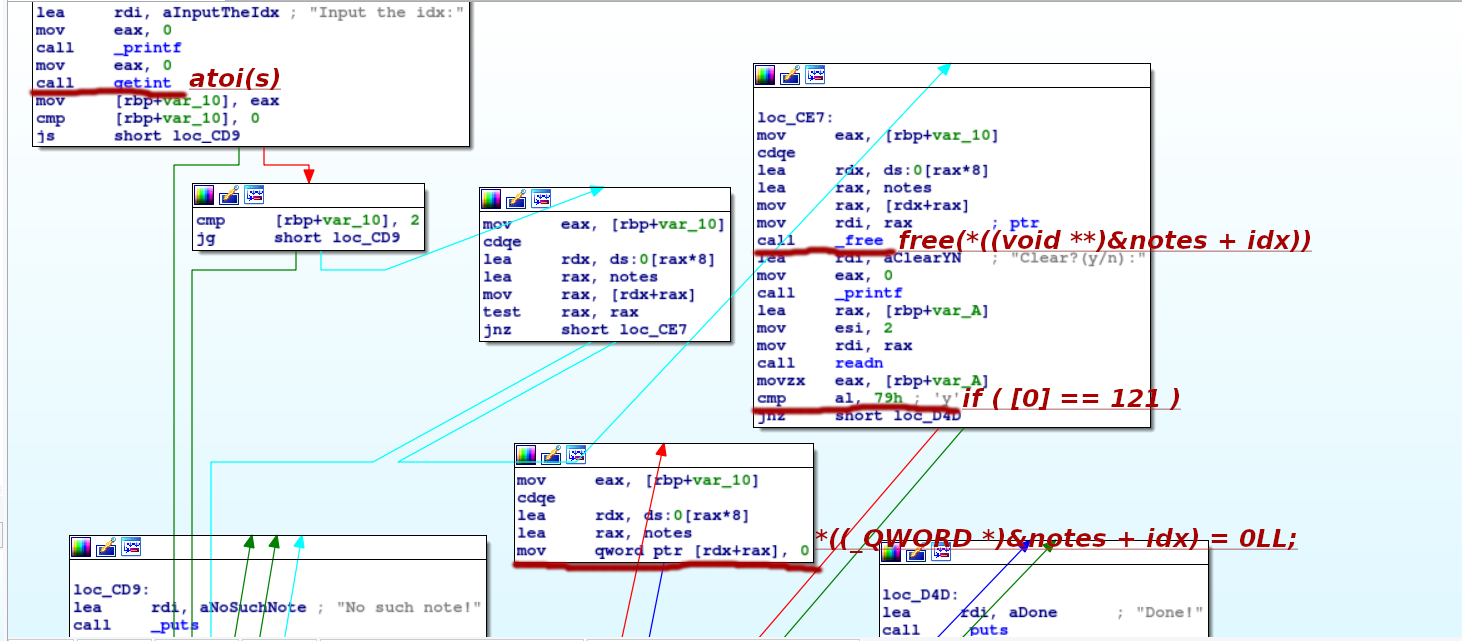 lea rdi, aInputTheIdx ; "Input the idx:"
mov eax, 0
call _printf
mov eax, 0
call getint atoi(s)
mov [rbp+var_10], eax
cmp [rbp+var_10], 0
js short loc_CD9
cmp [rbp+var_10], 2
jg short loc_CD9
mov eax, [rbp+var_10]
cdqe
lea rdx, ds:0[rax*8]
lea rax, notes
mov rax, [rdx+rax]
test rax, rax
jnz short loc_CE7
loc_CE7:
mov eax, [rbp+var_10]
cdqe
lea rdx, ds:0[rax*8]
lea rax, notes
mov rax, [rdx+rax]
mov rdi, rax ; ptr
call _free free(*((void **)&notes + idx))
lea rdi, aClearYN ; "Clear?(y/n):"
mov eax, 0
call _printf
lea rax, [rbp+var_A]
mov esi, 2
mov rdi, rax
call readn
movzx eax, [rbp+var_A]
cmp al, 79h ; 'y' if ( [0] == 121 )
jnz short loc_D4D
mov eax, [rbp+var_10]
cdqe
lea rdx, ds:0[rax*8]
lea rax, notes
mov qword ptr [rdx+rax], 0 *((_QWORD *)&notes + idx) = 0LL;
loc_CD9:
lea rdi, aNoSuchNote ; "No such note!"
call _puts
loc_D4D:
lea rdi, aDone ; "Done!"
call _puts